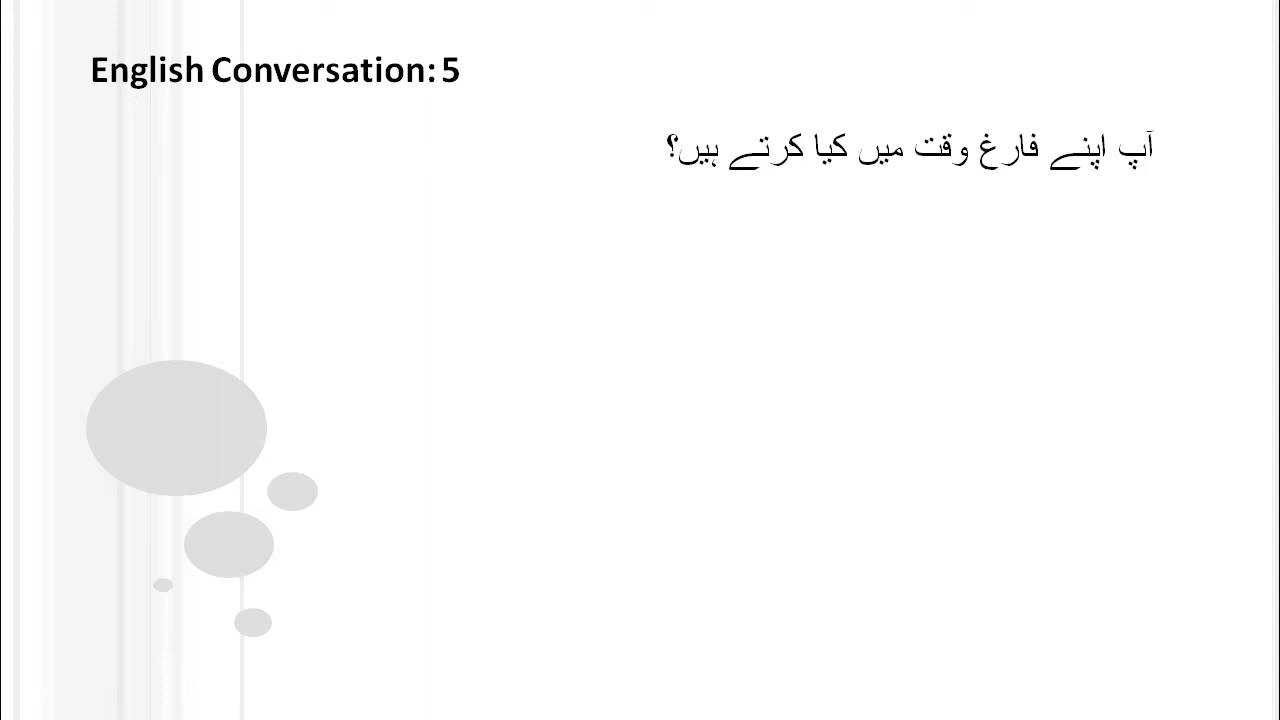 English Conversation: 5
آپ اپنے فارغ وقت میں کیا کرتے ہیں؟